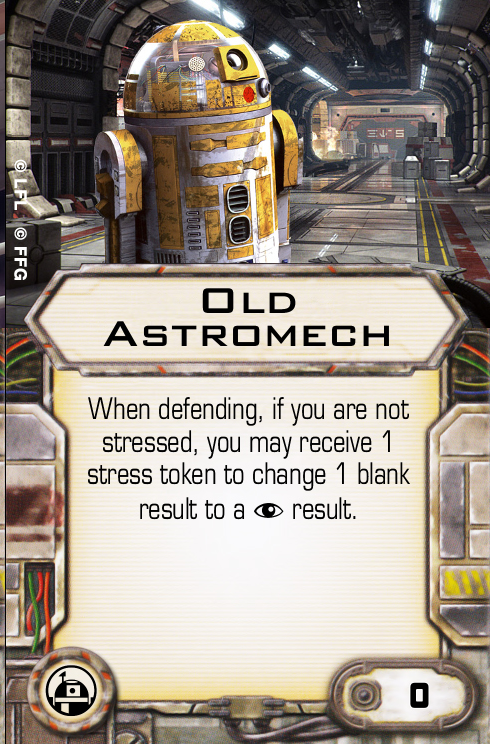 © LFL © FFG
OLD
ASTROMECH
When defending, if you are not
stressed, you may receive 1
stress token to change 1 blank
result to a result.
0